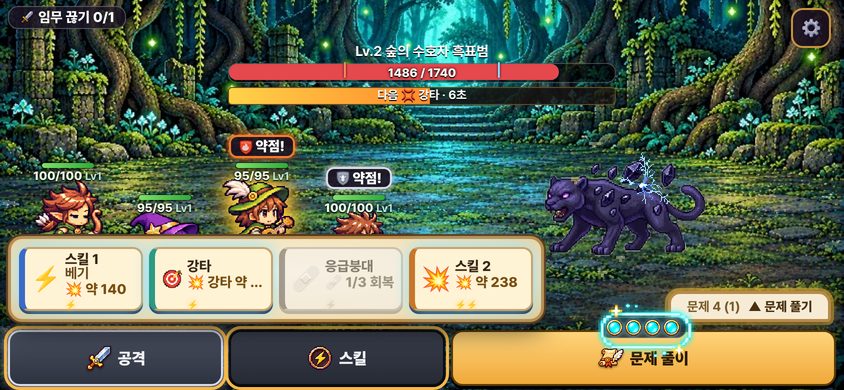 임무 끊기 0/1
Lv.2 숲의 수호자 흑표범
1486 / 1740
다음 💢 강타 · 6초
약점!
약점!
100/100 Lv1
95/95 Lv1
95/95 Lv1
100/100 Lv1
스킬 1
베기
💥 약 140
강타
💥 강타 약 ...
응급붕대
1/3 회복
스킬 2
💥 약 238
문제 4 (1) ▲ 문제 풀기
공격
스킬
문제 풀이